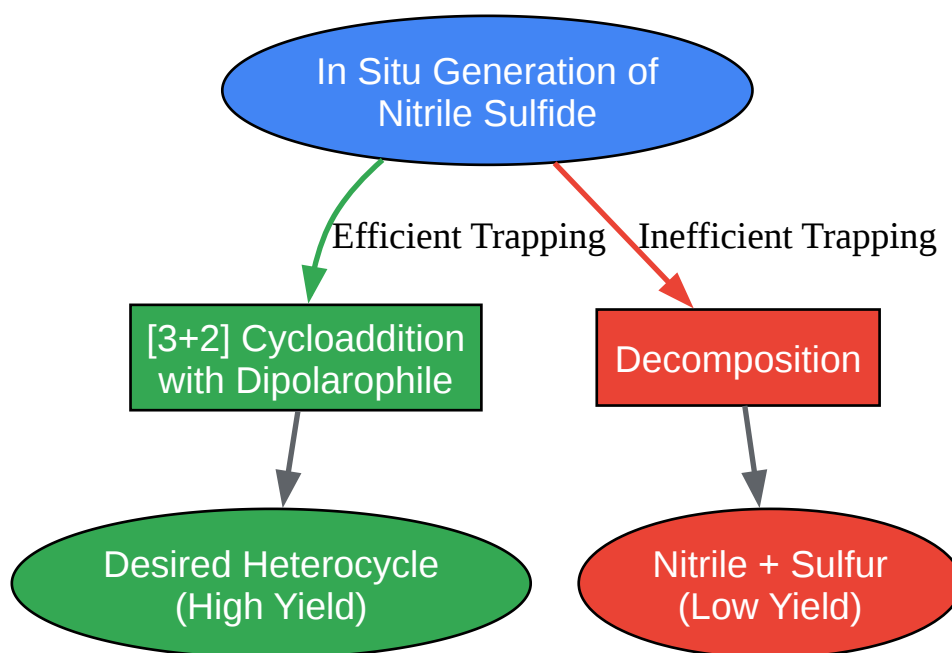 In Situ Generation of
Nitrile Sulfide
Efficient Trapping
Inefficient Trapping
[3+2] Cycloaddition
with Dipolarophile
Decomposition
Desired Heterocycle
(High Yield)
Nitrile + Sulfur
(Low Yield)